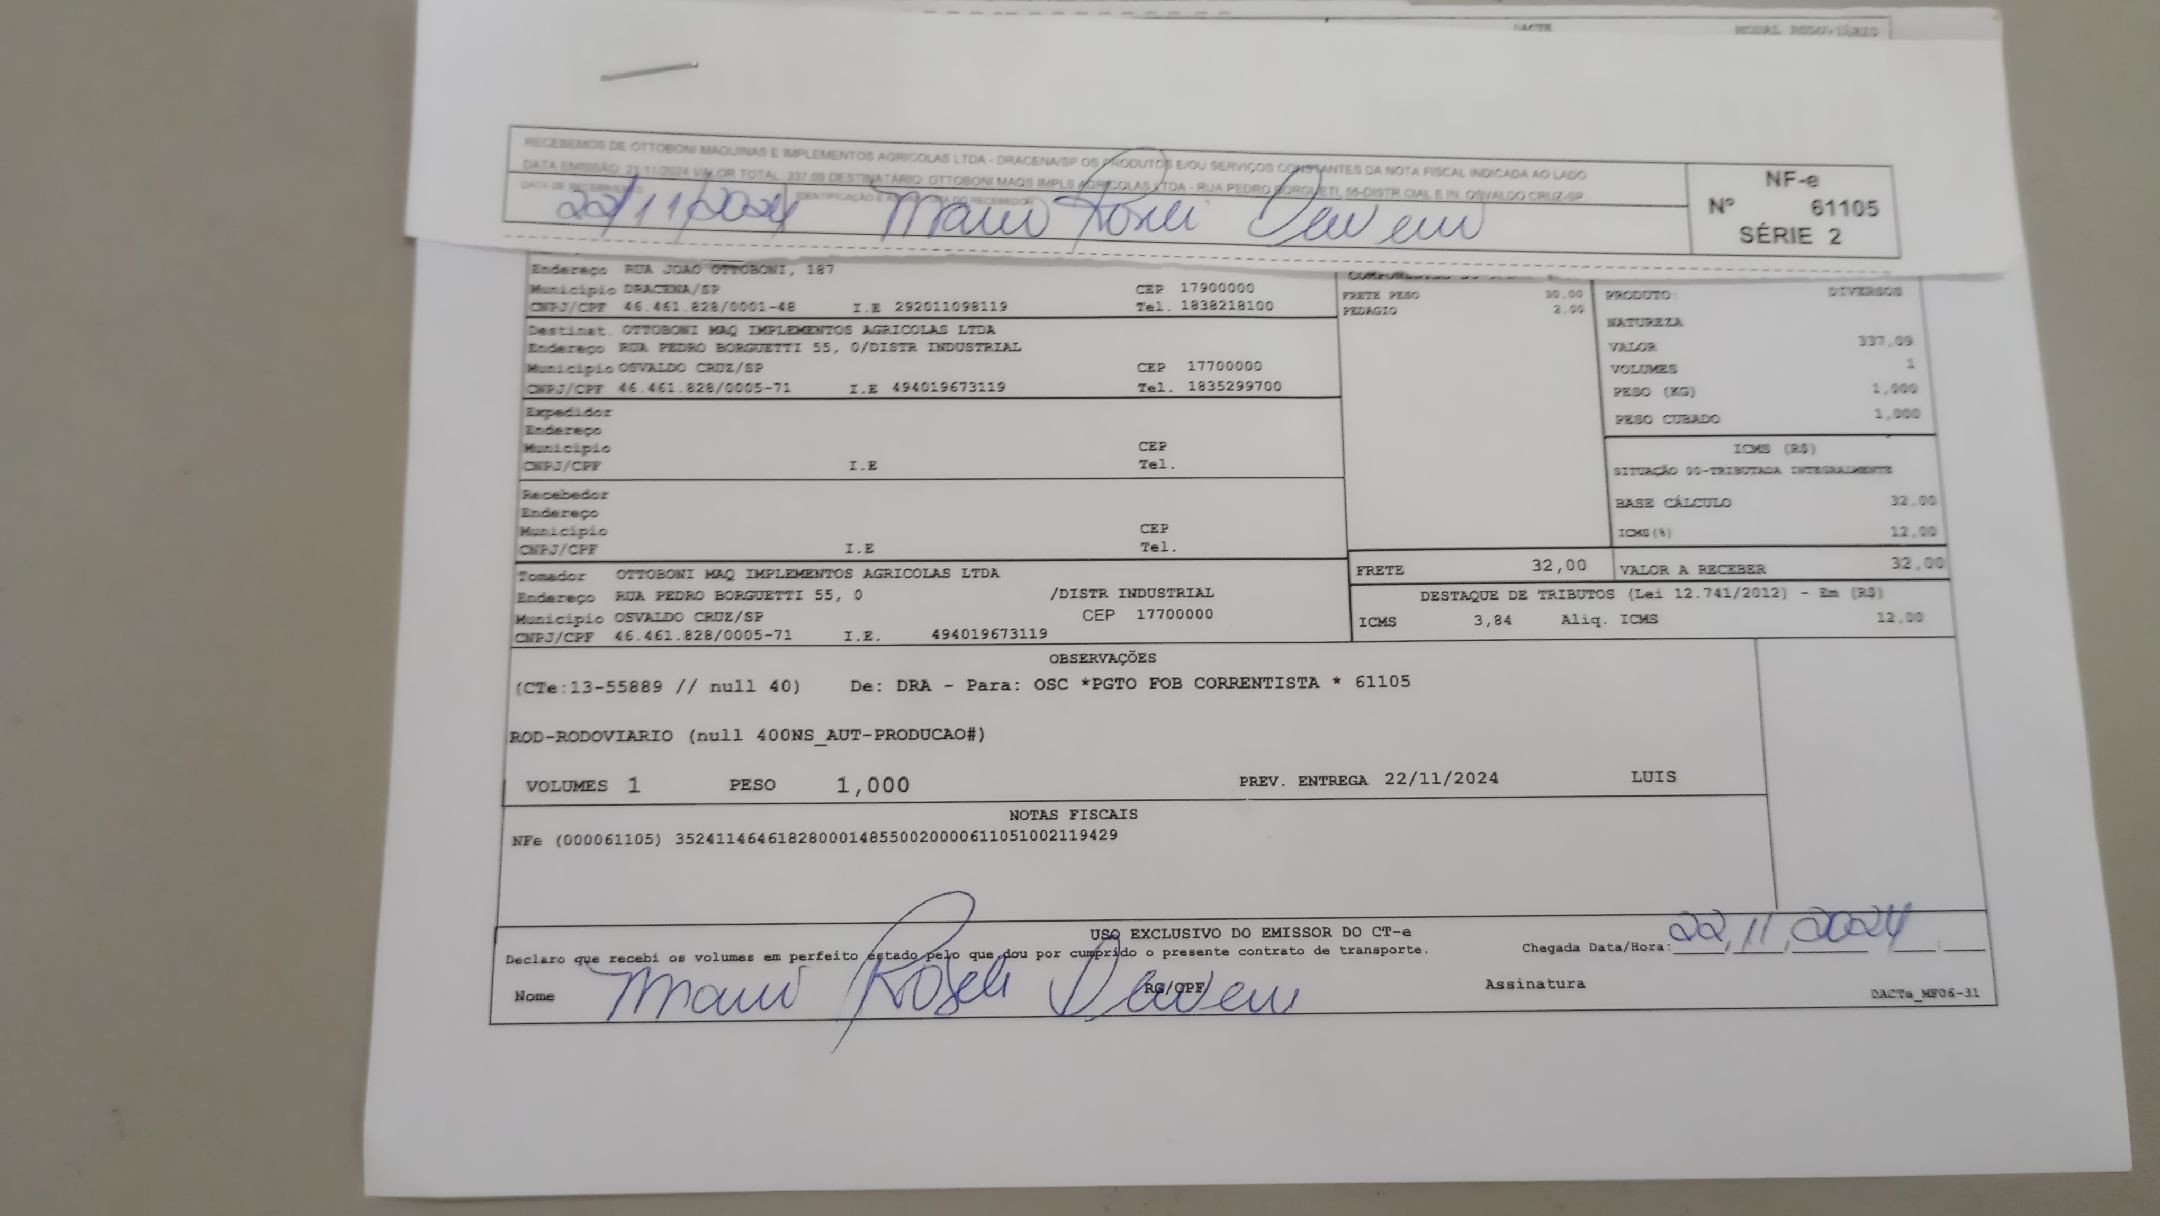 DACTE MODAL RODOVIÁRIO
RECEBEMOS DE OTTOBONI MAQUINAS E IMPLEMENTOS AGRICOLAS LTDA - DRACENA/SP OS PRODUTOS E/OU SERVIÇOS CONSTANTES DA NOTA FISCAL INDICADA AO LADO
DATA EMISSÃO: 21/11/2024 VALOR TOTAL: 337.09 DESTINATÁRIO: OTTOBONI MAQS IMPLS AGRICOLAS LTDA - RUA PEDRO BORGUETI, 55-DISTR CIAL E IN. OSVALDO CRUZ-SP
DATA DE RECEBIMENTO IDENTIFICAÇÃO E ASSINATURA DO RECEBEDOR
22/11/2024
NF-e
Nº 61105
SÉRIE 2
Endereço RUA JOAO OTTOBONI, 187
Município DRACENA/SP CEP 17900000
CNPJ/CPF 46.461.828/0001-48 I.E 292011098119 Tel. 1838218100
Destinat. OTTOBONI MAQ IMPLEMENTOS AGRICOLAS LTDA
Endereço RUA PEDRO BORGUETTI 55, 0/DISTR INDUSTRIAL
Município OSVALDO CRUZ/SP CEP 17700000
CNPJ/CPF 46.461.828/0005-71 I.E 494019673119 Tel. 1835299700
Expedidor
Endereço
Município CEP
CNPJ/CPF I.E Tel.
Recebedor
Endereço
Município CEP
CNPJ/CPF I.E Tel.
Tomador OTTOBONI MAQ IMPLEMENTOS AGRICOLAS LTDA
Endereço RUA PEDRO BORGUETTI 55, 0 /DISTR INDUSTRIAL
Município OSVALDO CRUZ/SP CEP 17700000
CNPJ/CPF 46.461.828/0005-71 I.E. 494019673119
FRETE PESO 30,00
PEDAGIO 2,00
PRODUTO: DIVERSOS
NATUREZA
VALOR 337,09
VOLUMES 1
PESO (KG) 1,000
PESO CUBADO 1,000
ICMS (R$)
SITUAÇÃO 00-TRIBUTADA INTEGRALMENTE
BASE CÁLCULO 32,00
ICMS(%) 12,00
FRETE 32,00 VALOR A RECEBER 32,00
DESTAQUE DE TRIBUTOS (Lei 12.741/2012) - Em (R$)
ICMS 3,84 Aliq. ICMS 12,00
OBSERVAÇÕES
(CTe:13-55889 // null 40) De: DRA - Para: OSC *PGTO FOB CORRENTISTA * 61105
ROD-RODOVIARIO (null 400NS_AUT-PRODUCAO#)
VOLUMES 1 PESO 1,000 PREV. ENTREGA 22/11/2024 LUIS
NOTAS FISCAIS
NFe (000061105) 35241146461828000148550020000611051002119429
USO EXCLUSIVO DO EMISSOR DO CT-e
Declaro que recebi os volumes em perfeito estado pelo que dou por cumprido o presente contrato de transporte. Chegada Data/Hora: 22/11/2024
Nome RG/CPF Assinatura
DACTe_MF06-31